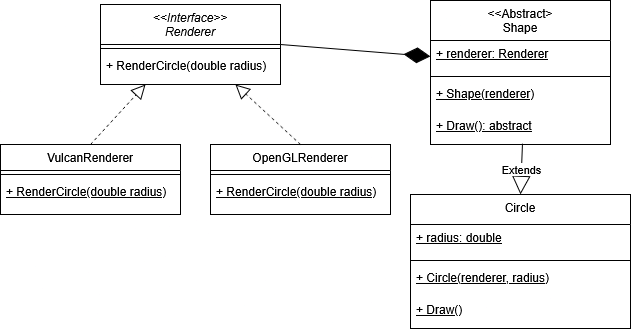 <<Interface>>
Renderer
+ RenderCircle(double radius)
<<Abstract>>
Shape
+ renderer: Renderer
+ Shape(renderer)
+ Draw(): abstract
VulcanRenderer
+ RenderCircle(double radius)
OpenGLRenderer
+ RenderCircle(double radius)
Extends
Circle
+ radius: double
+ Circle(renderer, radius)
+ Draw()